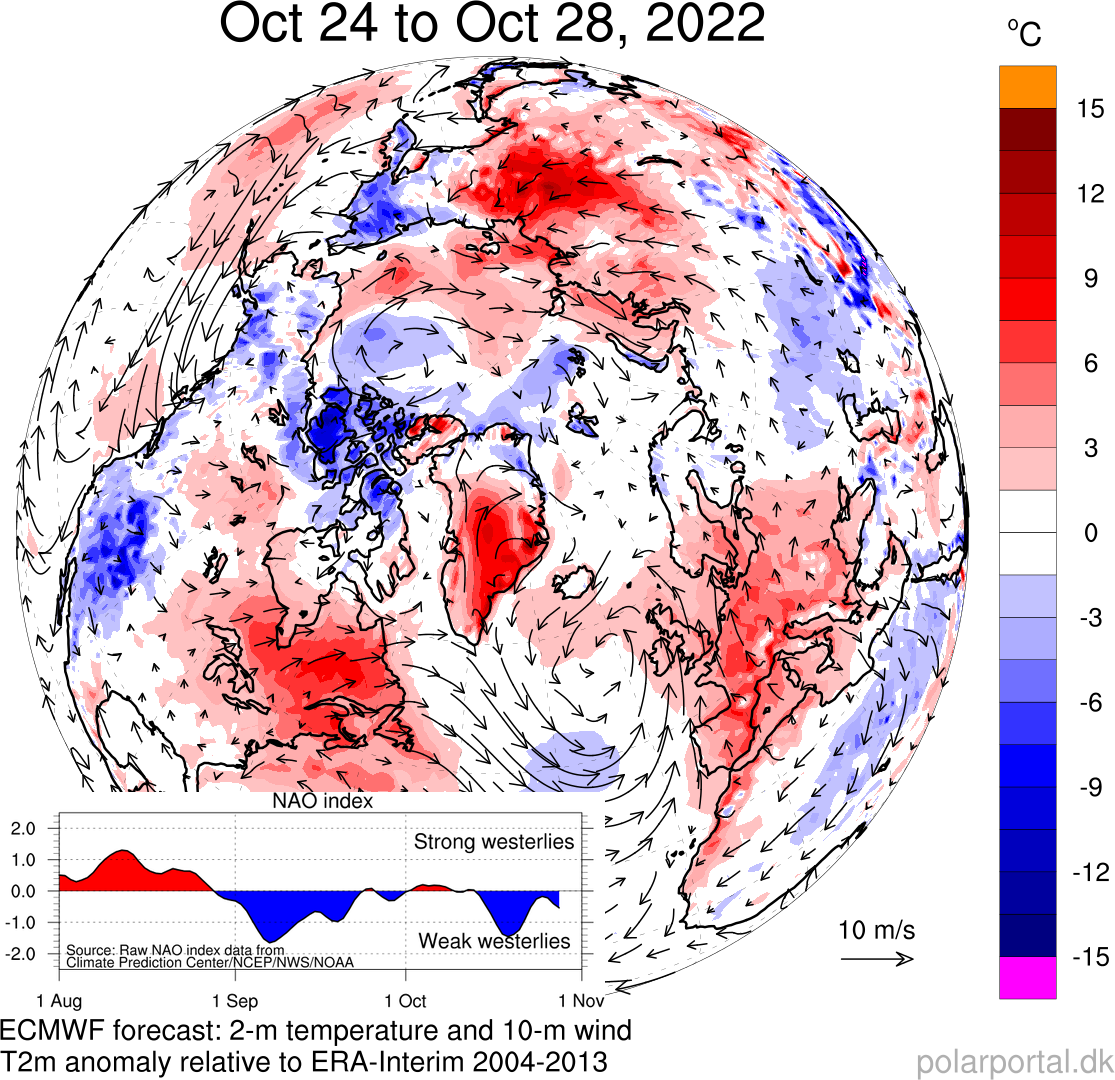 Oct 24 to Oct 28, 2022
oC
15
12
9
6
3
0
-3
-6
-9
-12
-15
10 m/s
NAO index
2.0
1.0
0.0
-1.0
-2.0
Strong westerlies
Weak westerlies
Source: Raw NAO index data from
Climate Prediction Center/NCEP/NWS/NOAA
1 Aug 1 Sep 1 Oct 1 Nov
ECMWF forecast: 2-m temperature and 10-m wind
T2m anomaly relative to ERA-Interim 2004-2013
polarportal.dk